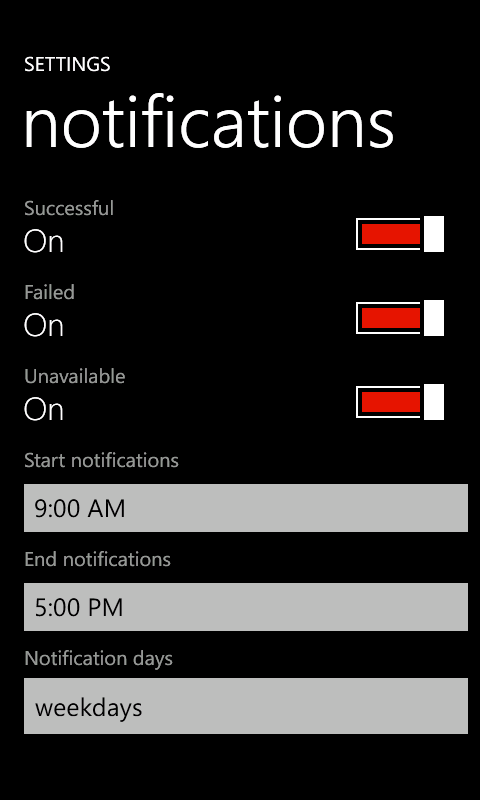 SETTINGS
notifications
Successful
On
Failed
On
Unavailable
On
Start notifications
9:00 AM
End notifications
5:00 PM
Notification days
weekdays